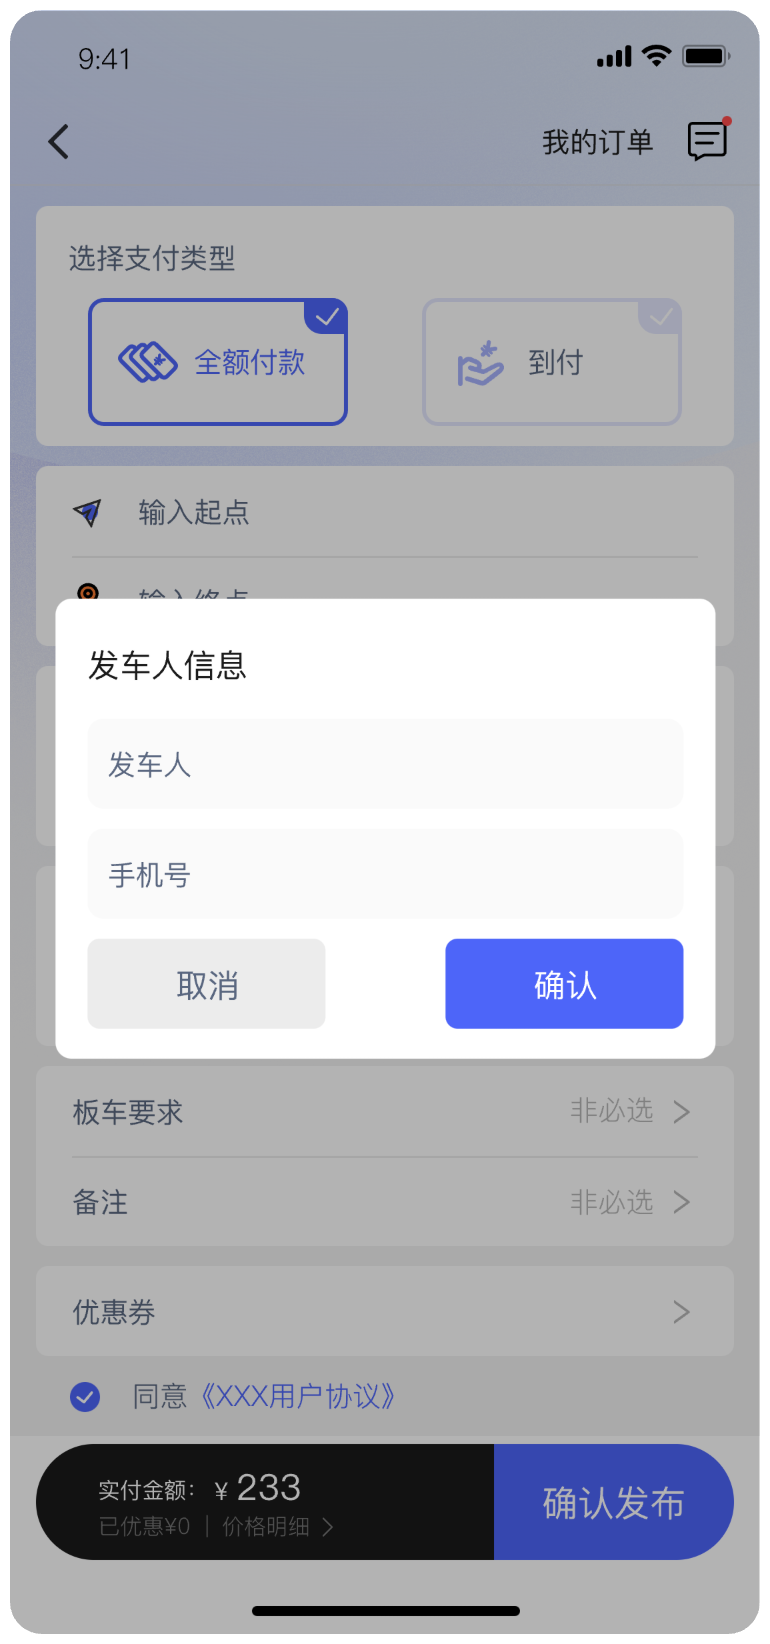 9:41
我的订单
选择支付类型
全额付款
到付
输入起点
输入终点
发车人信息
发车人
手机号
取消
确认
板车要求
非必选
备注
非必选
优惠券
同意《XXX用户协议》
实付金额： ¥ 233
已优惠¥0 | 价格明细
确认发布